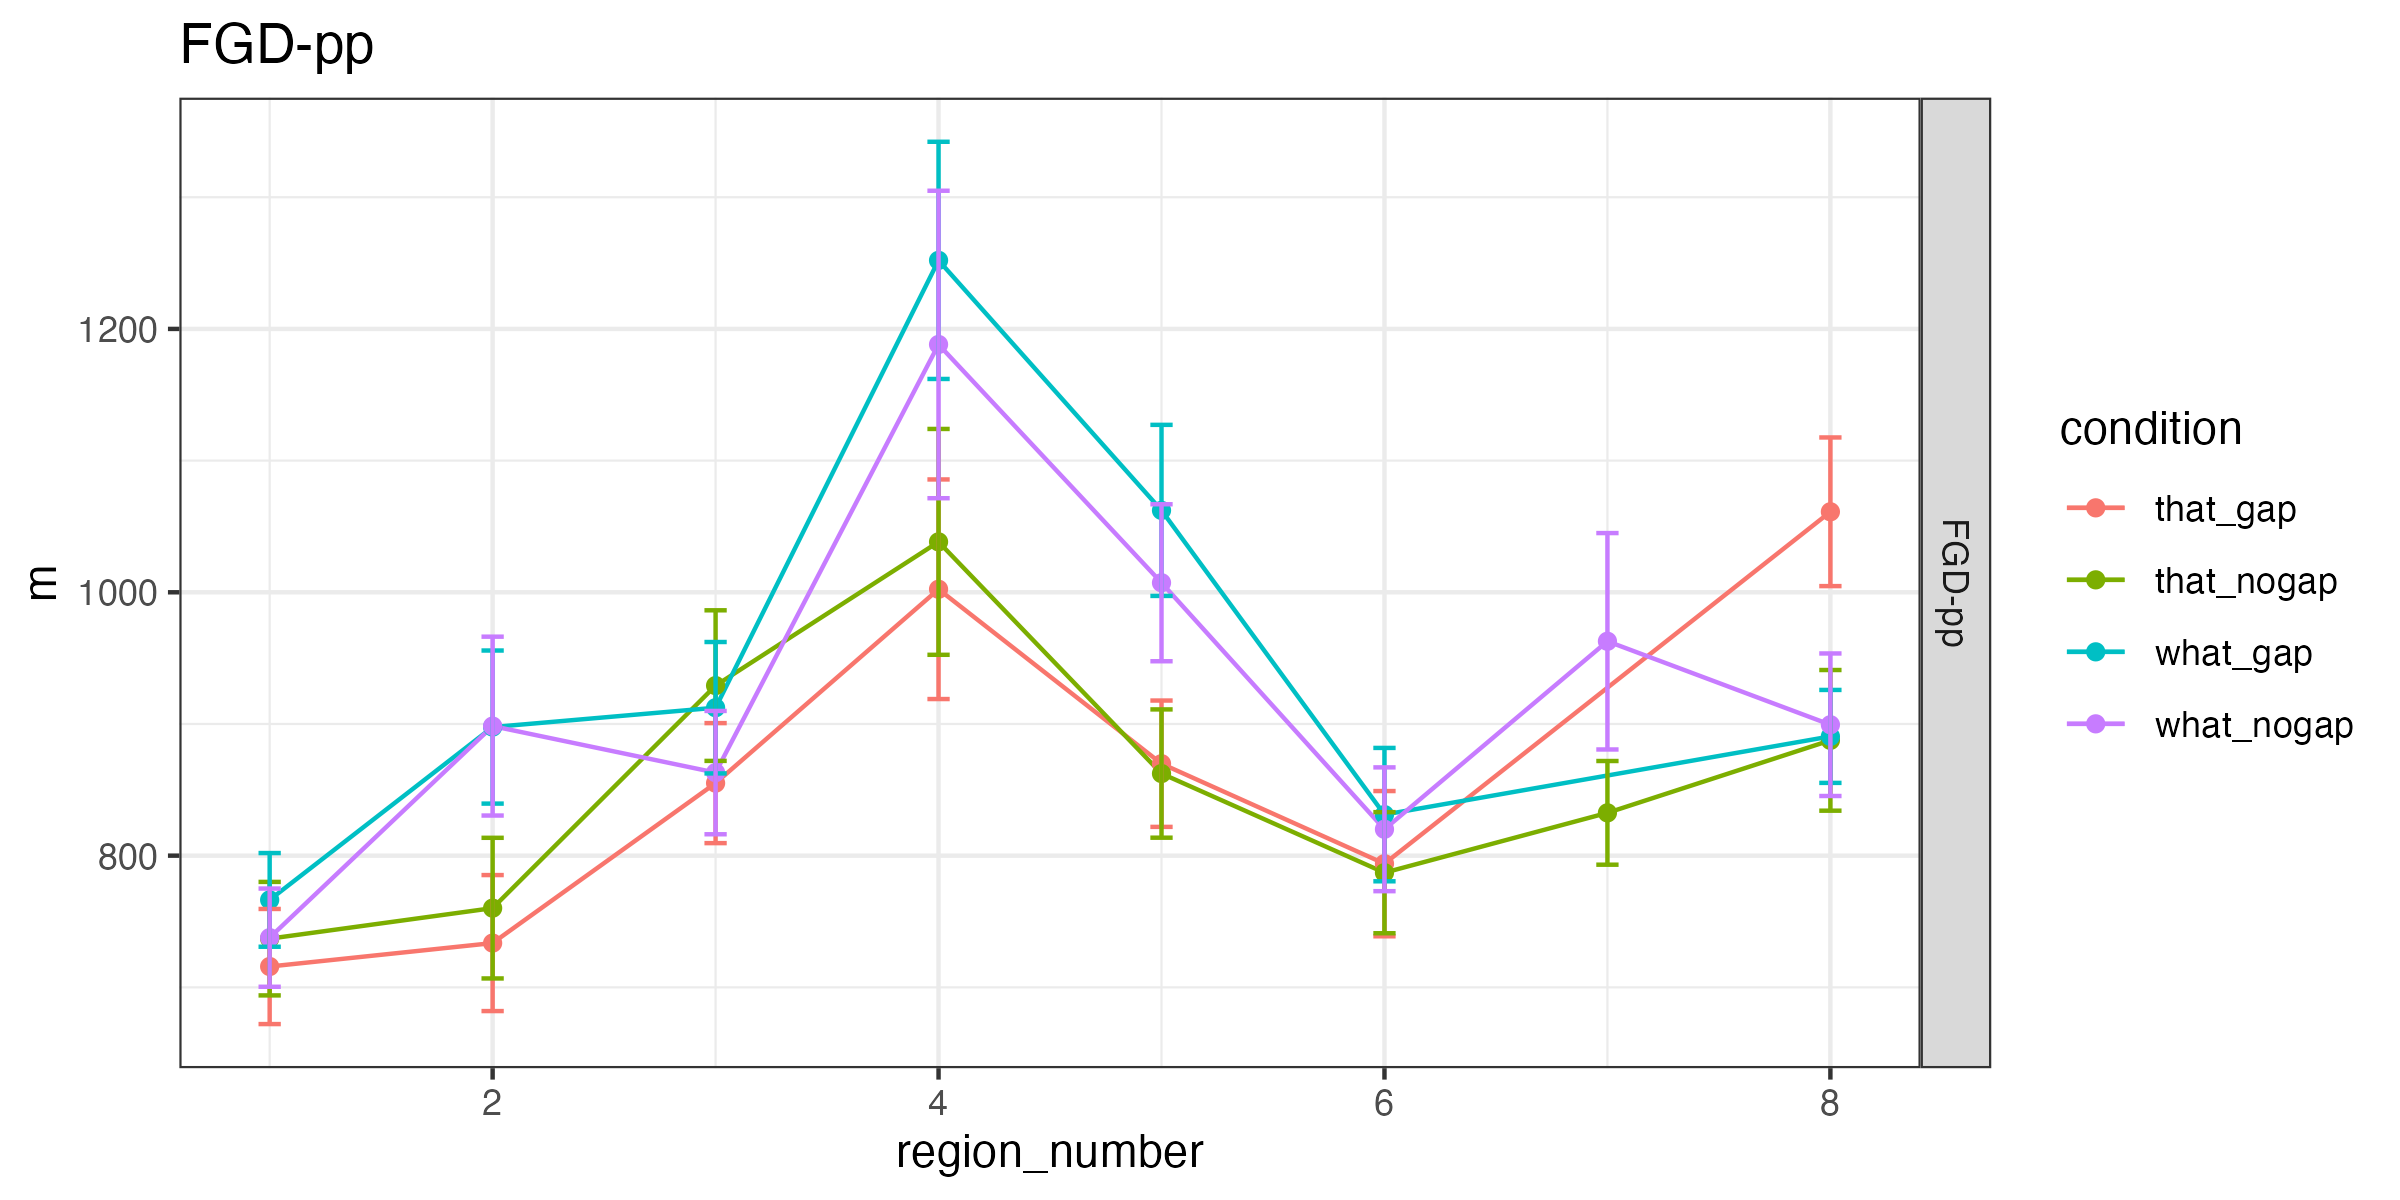 FGD-pp
1200
1000
800
m
2
4
6
8
region_number
FGD-pp
condition
that_gap
that_nogap
what_gap
what_nogap